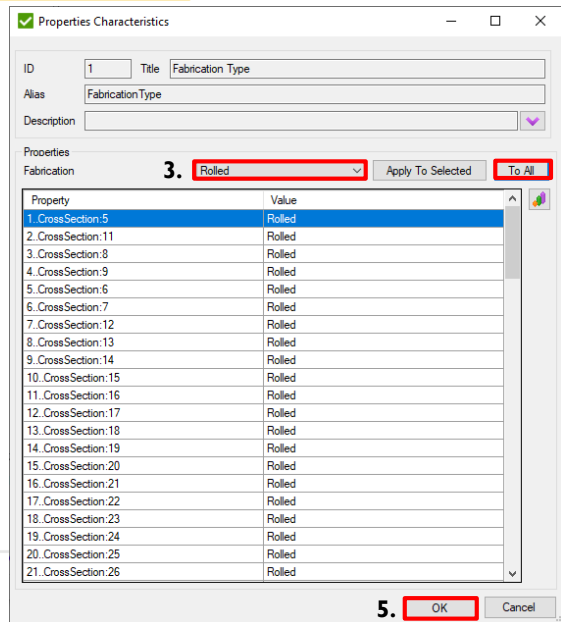 Properties Characteristics
ID 1 Title Fabrication Type
Alias FabricationType
Description
Properties
Fabrication 3. Rolled Apply To Selected To All
Property Value
1..CrossSection:5 Rolled
2..CrossSection:11 Rolled
3..CrossSection:8 Rolled
4..CrossSection:9 Rolled
5..CrossSection:6 Rolled
6..CrossSection:7 Rolled
7..CrossSection:12 Rolled
8..CrossSection:13 Rolled
9..CrossSection:14 Rolled
10..CrossSection:15 Rolled
11..CrossSection:16 Rolled
12..CrossSection:17 Rolled
13..CrossSection:18 Rolled
14..CrossSection:19 Rolled
15..CrossSection:20 Rolled
16..CrossSection:21 Rolled
17..CrossSection:22 Rolled
18..CrossSection:23 Rolled
19..CrossSection:24 Rolled
20..CrossSection:25 Rolled
21..CrossSection:26 Rolled
5. OK Cancel